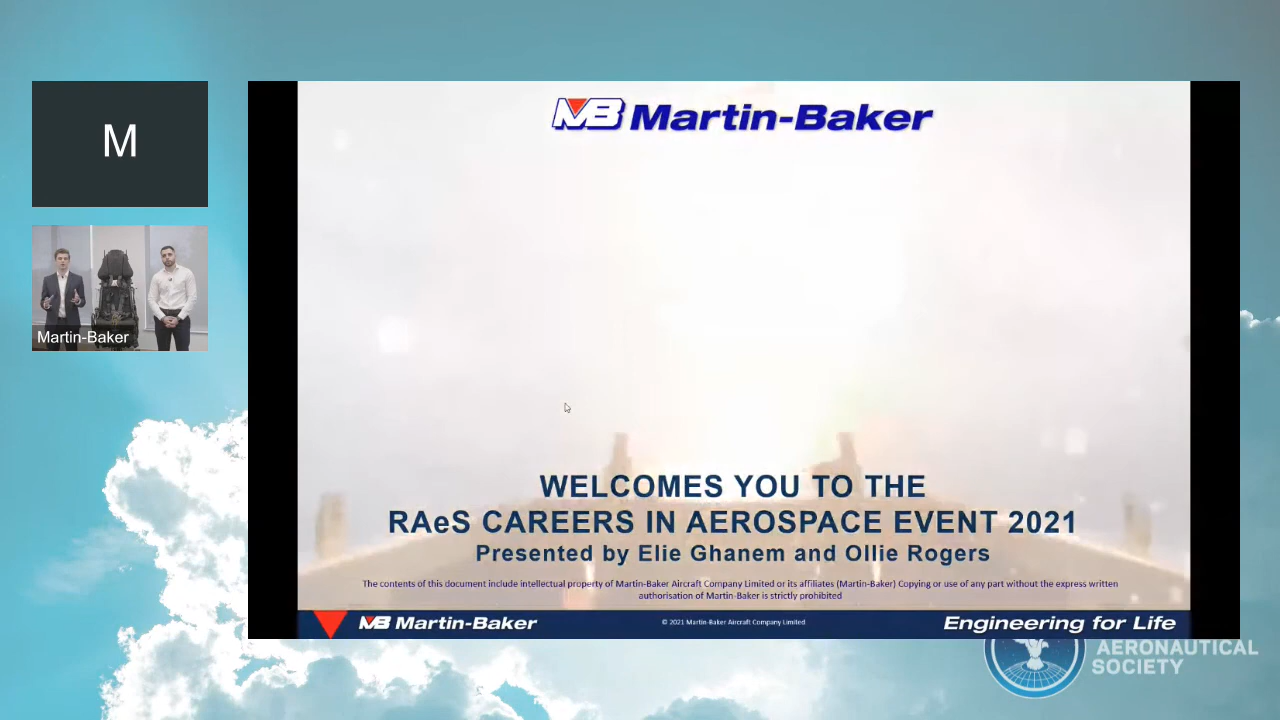 M
Martin-Baker
MB Martin-Baker
WELCOMES YOU TO THE
RAeS CAREERS IN AEROSPACE EVENT 2021
Presented by Elie Ghanem and Ollie Rogers
The contents of this document include intellectual property of Martin-Baker Aircraft Company Limited or its affiliates (Martin-Baker) Copying or use of any part without the express written
authorisation of Martin-Baker is strictly prohibited
MB Martin-Baker
© 2021 Martin-Baker Aircraft Company Limited
Engineering for Life
AERONAUTICAL
SOCIETY